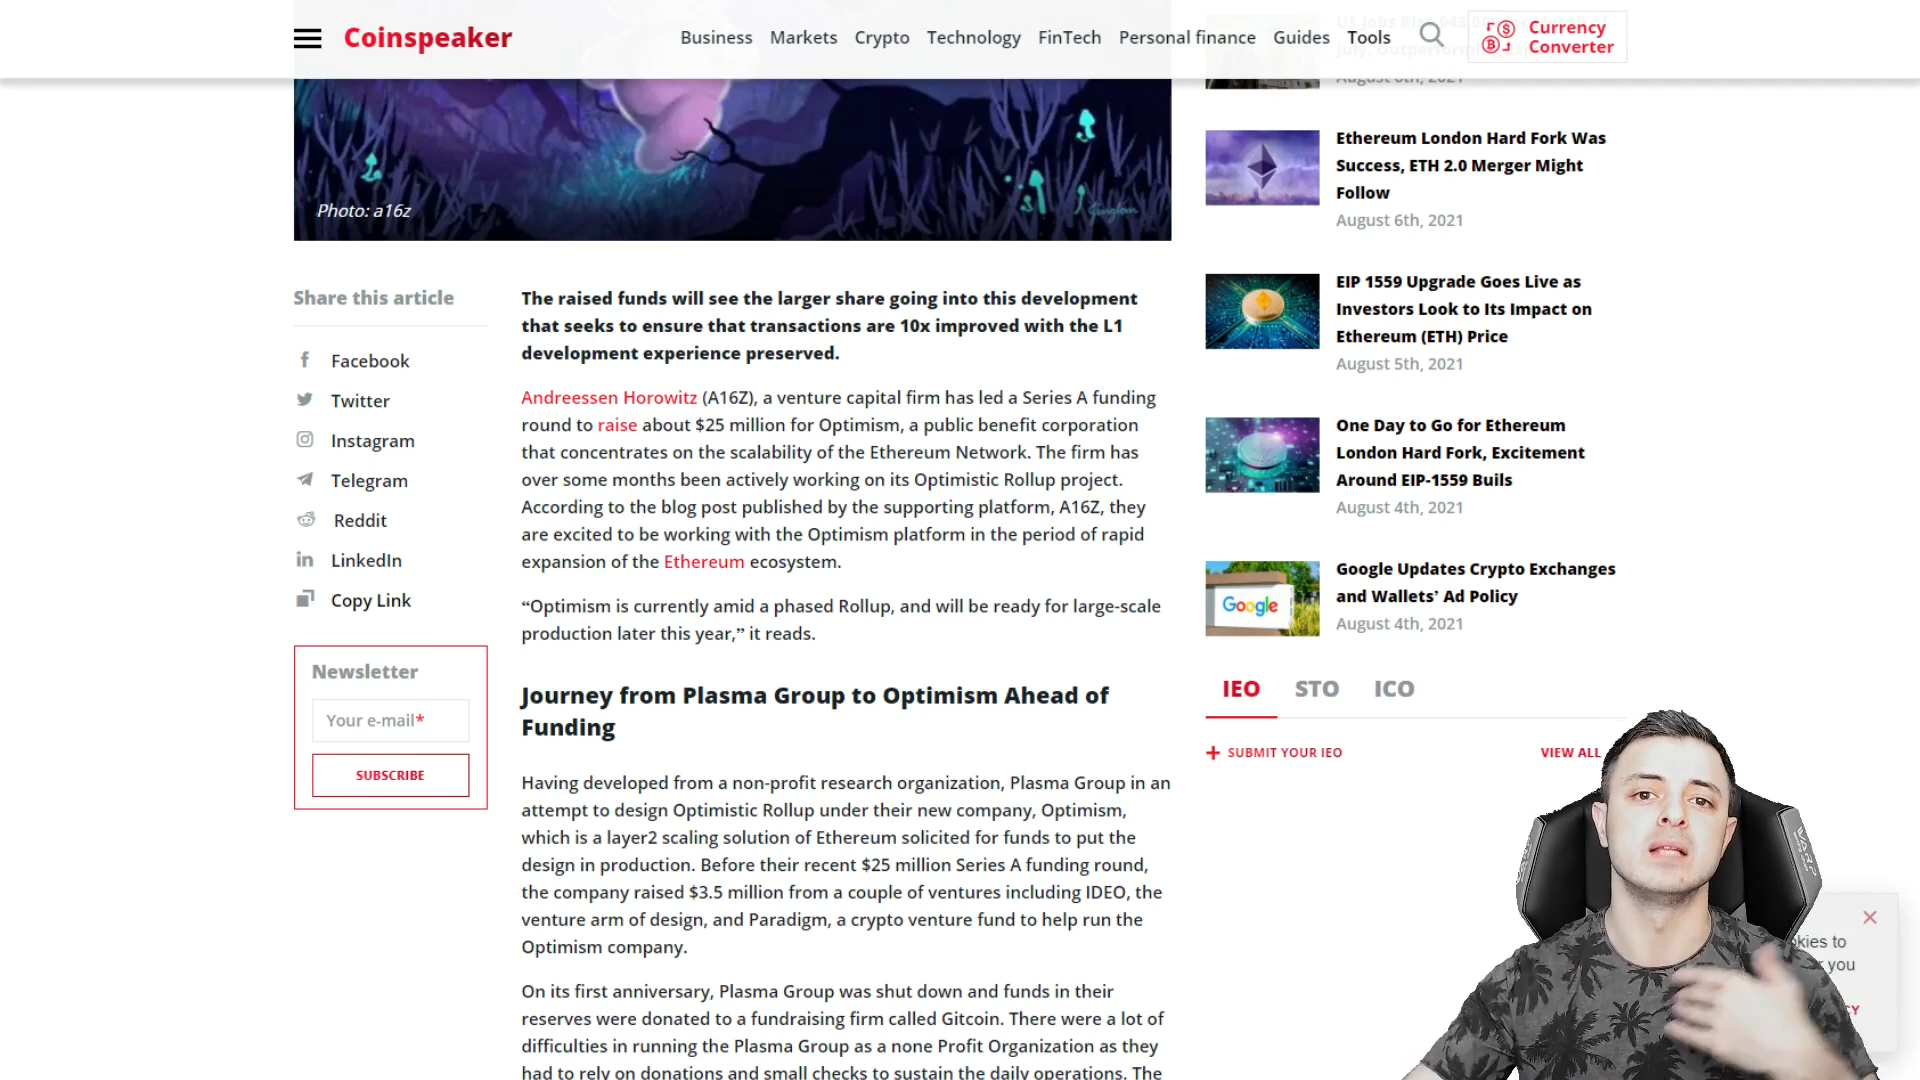 Coinspeaker
Business Markets Crypto Technology FinTech Personal finance Guides Tools
Currency
Converter
August 6th, 2021
Photo: a16z
Ethereum London Hard Fork Was
Success, ETH 2.0 Merger Might
Follow
August 6th, 2021
EIP 1559 Upgrade Goes Live as
Investors Look to Its Impact on
Ethereum (ETH) Price
August 5th, 2021
One Day to Go for Ethereum
London Hard Fork, Excitement
Around EIP-1559 Buils
August 4th, 2021
Google
Google Updates Crypto Exchanges
and Wallets’ Ad Policy
August 4th, 2021
IEO STO ICO
SUBMIT YOUR IEO VIEW ALL
Share this article
Facebook
Twitter
Instagram
Telegram
Reddit
LinkedIn
Copy Link
Newsletter
Your e-mail*
SUBSCRIBE
The raised funds will see the larger share going into this development
that seeks to ensure that transactions are 10x improved with the L1
development experience preserved.
Andreessen Horowitz (A16Z), a venture capital firm has led a Series A funding
round to raise about $25 million for Optimism, a public benefit corporation
that concentrates on the scalability of the Ethereum Network. The firm has
over some months been actively working on its Optimistic Rollup project.
According to the blog post published by the supporting platform, A16Z, they
are excited to be working with the Optimism platform in the period of rapid
expansion of the Ethereum ecosystem.
“Optimism is currently amid a phased Rollup, and will be ready for large-scale
production later this year,” it reads.
Journey from Plasma Group to Optimism Ahead of
Funding
Having developed from a non-profit research organization, Plasma Group in an
attempt to design Optimistic Rollup under their new company, Optimism,
which is a layer2 scaling solution of Ethereum solicited for funds to put the
design in production. Before their recent $25 million Series A funding round,
the company raised $3.5 million from a couple of ventures including IDEO, the
venture arm of design, and Paradigm, a crypto venture fund to help run the
Optimism company.
On its first anniversary, Plasma Group was shut down and funds in their
reserves were donated to a fundraising firm called Gitcoin. There were a lot of
difficulties in running the Plasma Group as a none Profit Organization as they
had to rely on donations and small checks to sustain the daily operations. The
kies to
you